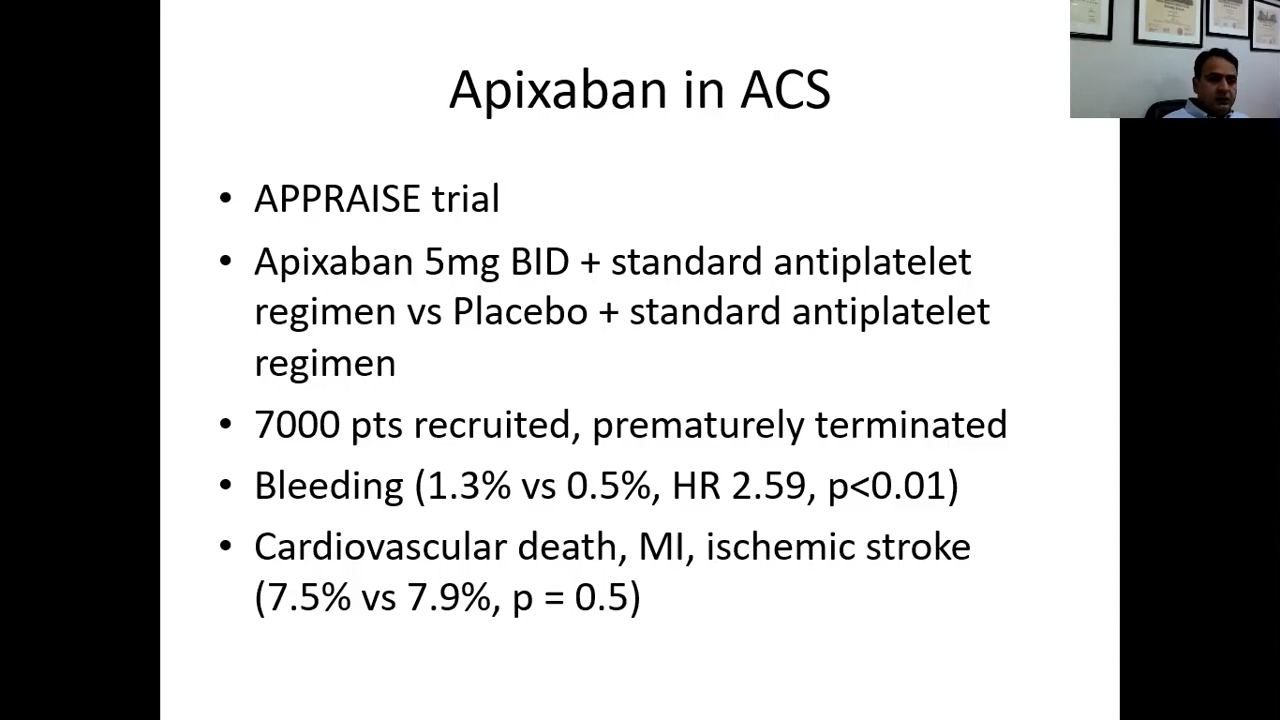 Apixaban in ACS
• APPRAISE trial
• Apixaban 5mg BID + standard antiplatelet
regimen vs Placebo + standard antiplatelet
regimen
• 7000 pts recruited, prematurely terminated
• Bleeding (1.3% vs 0.5%, HR 2.59, p<0.01)
• Cardiovascular death, MI, ischemic stroke
(7.5% vs 7.9%, p = 0.5)